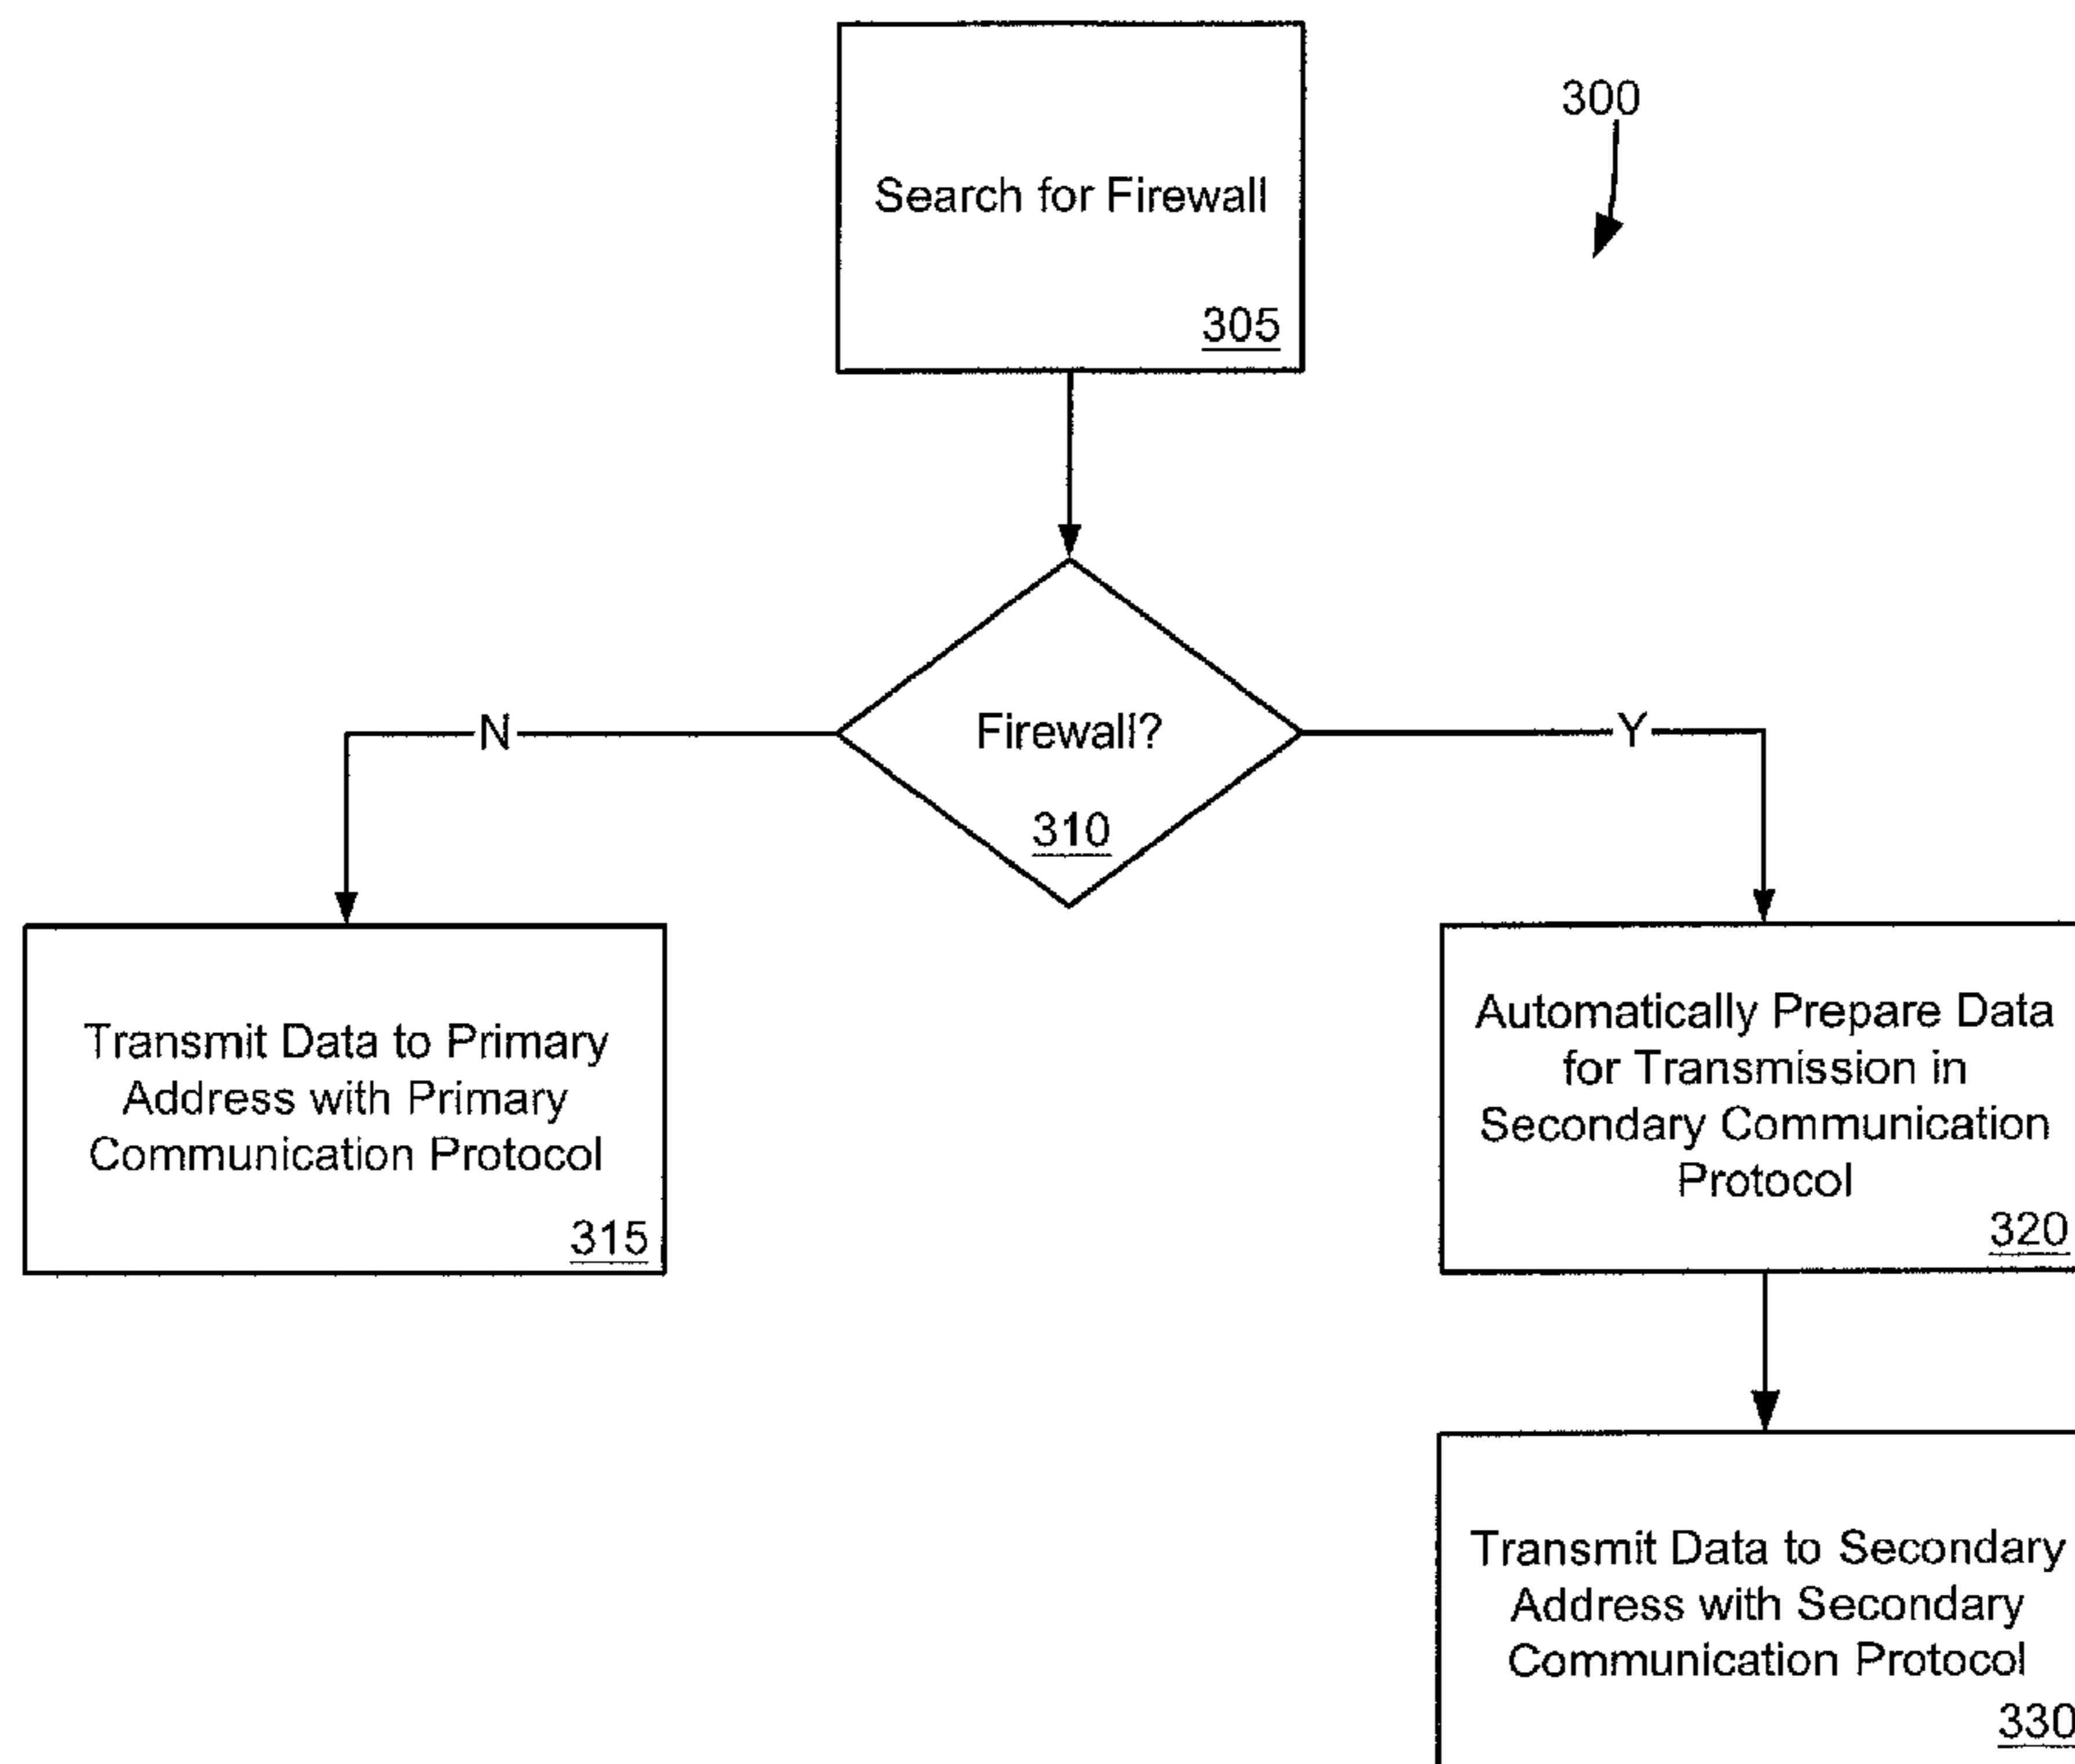 300
Search for Firewall
305
Firewall?
310
N
Y
Transmit Data to Primary
Address with Primary
Communication Protocol
315
Automatically Prepare Data
for Transmission in
Secondary Communication
Protocol
320
Transmit Data to Secondary
Address with Secondary
Communication Protocol
330